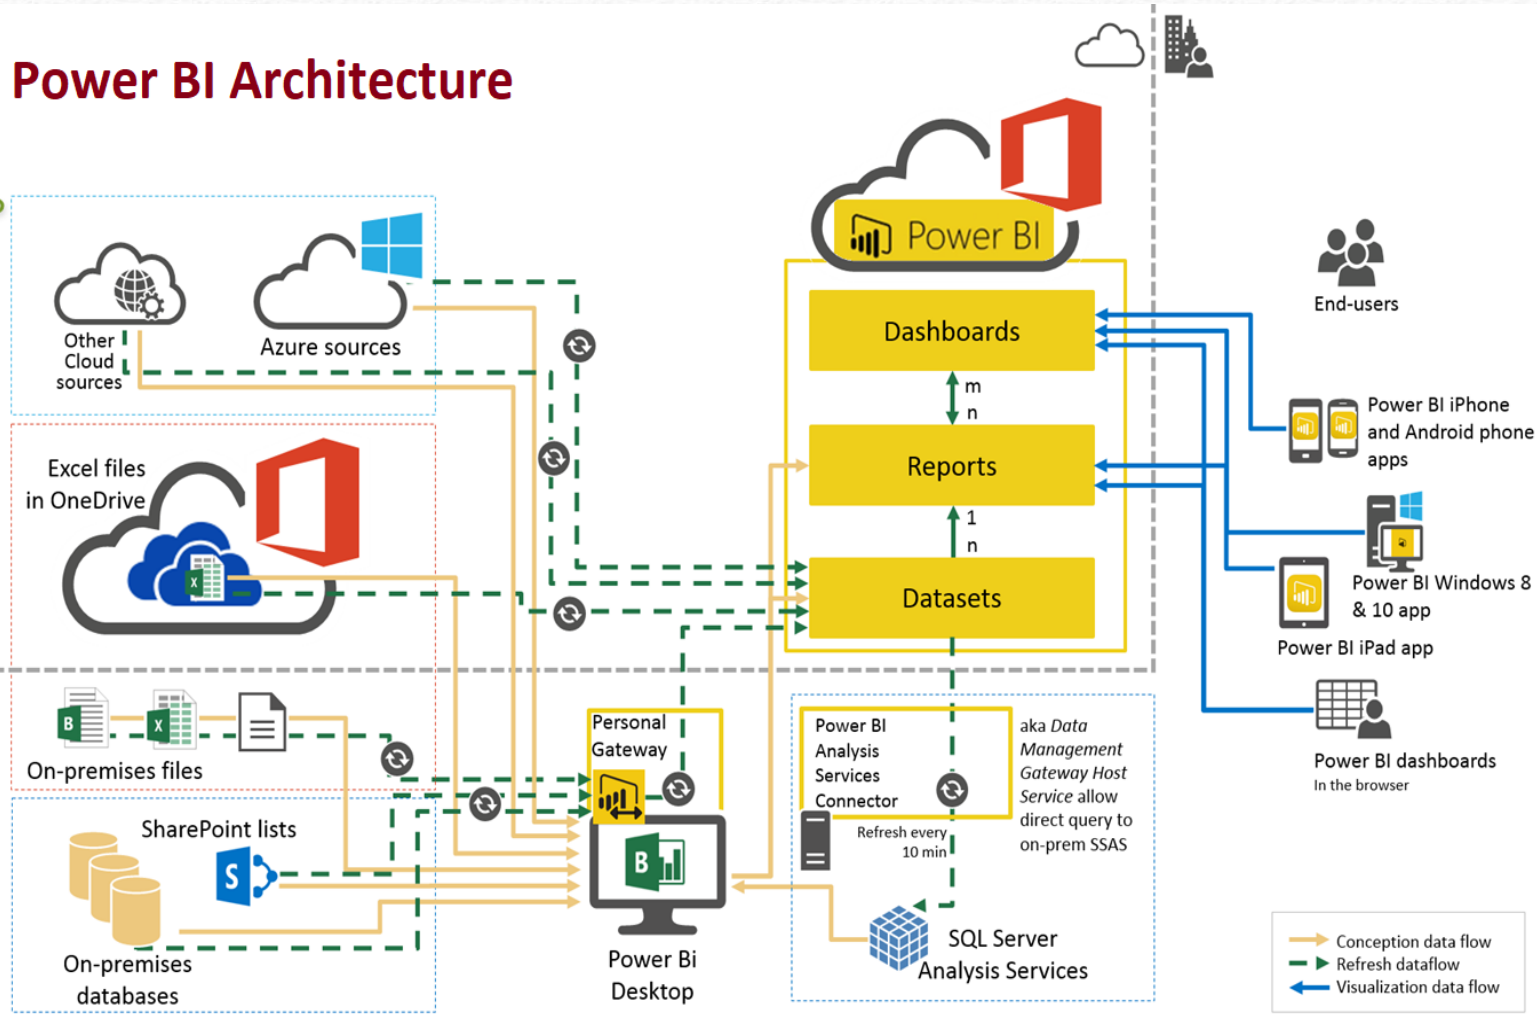 Power BI Architecture
Power BI
Other
Cloud
sources
Azure sources
Dashboards
m
n
Reports
1
n
Datasets
End-users
Power BI iPhone
and Android phone
apps
Power BI Windows 8
& 10 app
Power BI iPad app
Power BI dashboards
In the browser
Excel files
in OneDrive
X
B
X
On-premises files
SharePoint lists
S
On-premises
databases
Personal
Gateway
B
Power Bi
Desktop
Power BI
Analysis
Services
Connector
aka Data
Management
Gateway Host
Service allow
direct query to
on-prem SSAS
Refresh every
10 min
SQL Server
Analysis Services
Conception data flow
Refresh dataflow
Visualization data flow